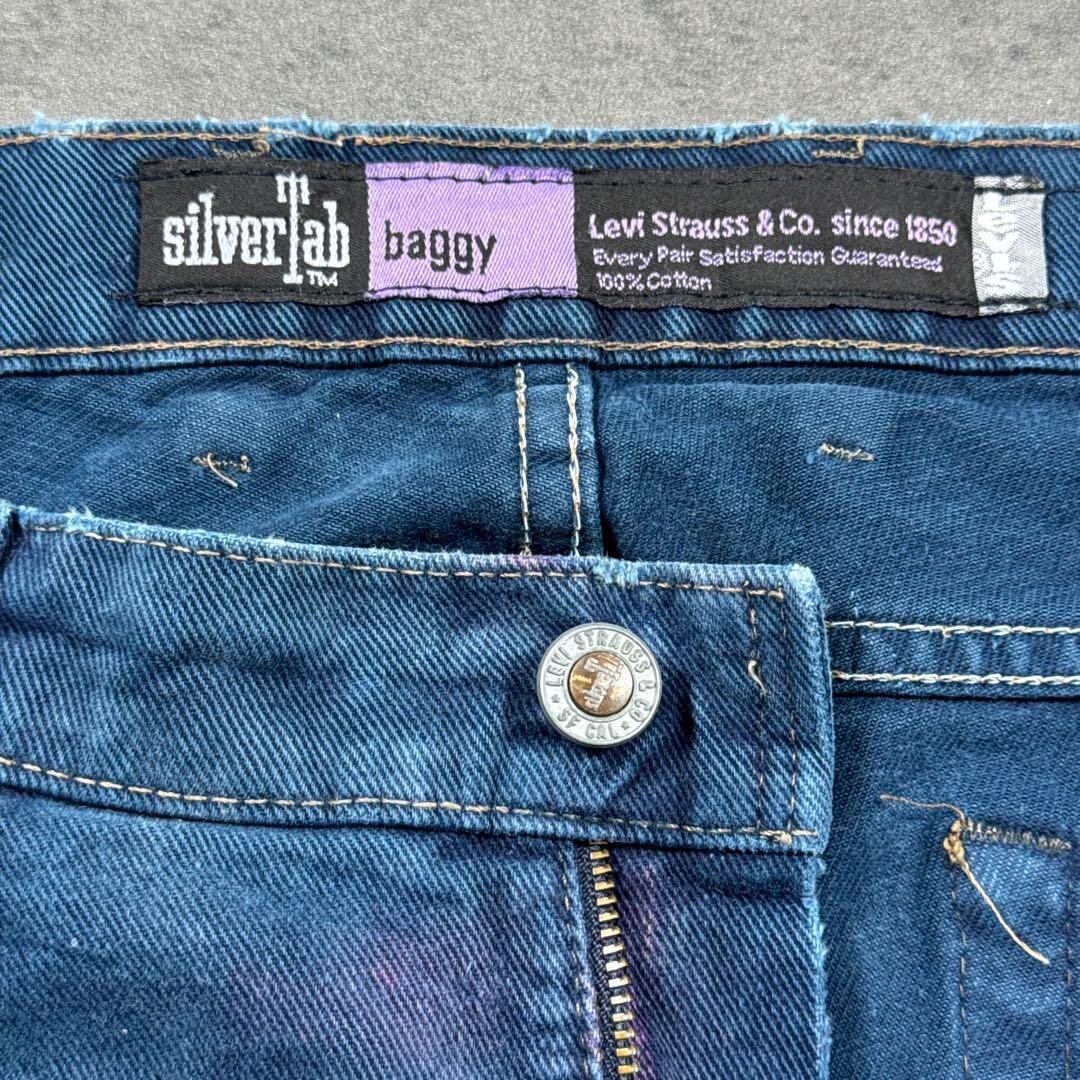 silverTab
TM
baggy
Levi Strauss & Co. since 1850
Every Pair Satisfaction Guaranteed
100% Cotton
LEVI'S
LEVI STRAUSS & CO
silverTab
★ SF CAL ★